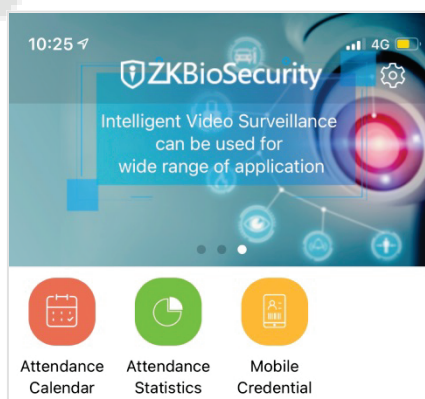 10:25
4G
ZKBioSecurity
Intelligent Video Surveillance
can be used for
wide range of application
Attendance Calendar
Attendance Statistics
Mobile Credential